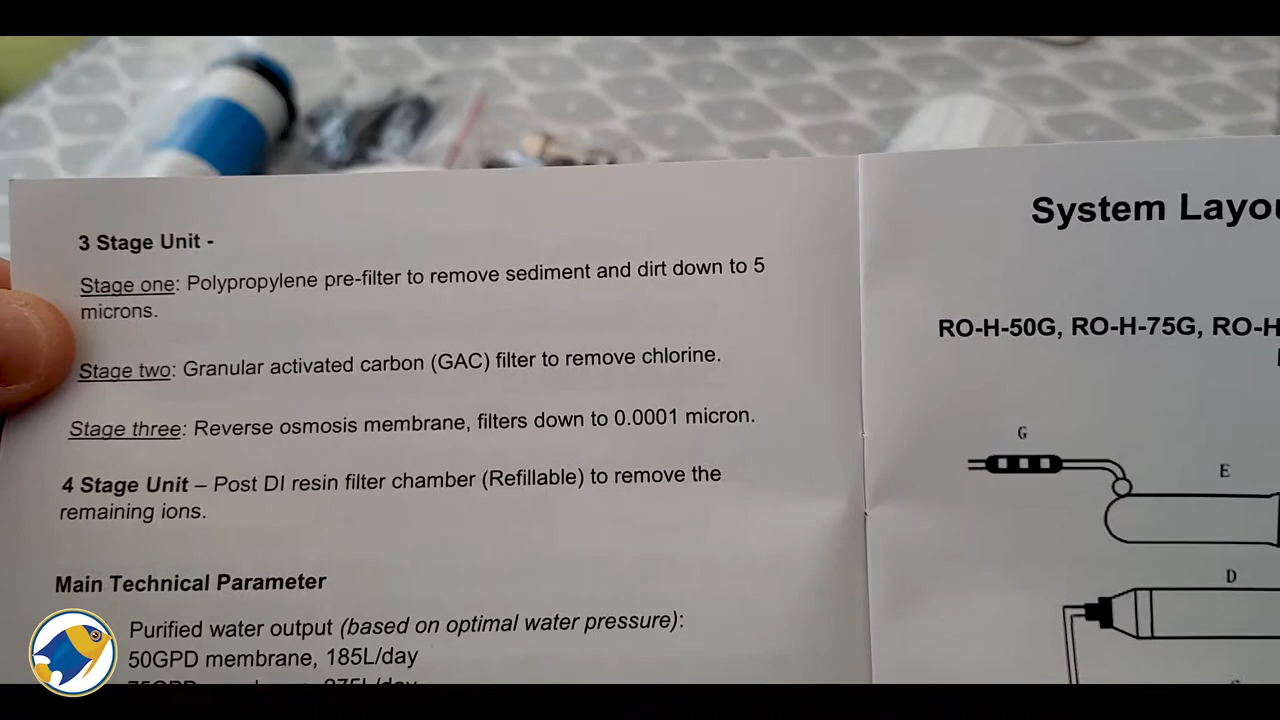 3 Stage Unit -
Stage one: Polypropylene pre-filter to remove sediment and dirt down to 5
microns.
Stage two: Granular activated carbon (GAC) filter to remove chlorine.
Stage three: Reverse osmosis membrane, filters down to 0.0001 micron.
4 Stage Unit – Post DI resin filter chamber (Refillable) to remove the
remaining ions.
Main Technical Parameter
Purified water output (based on optimal water pressure):
50GPD membrane, 185L/day
System Layou
RO-H-50G, RO-H-75G, RO-H
G
E
D